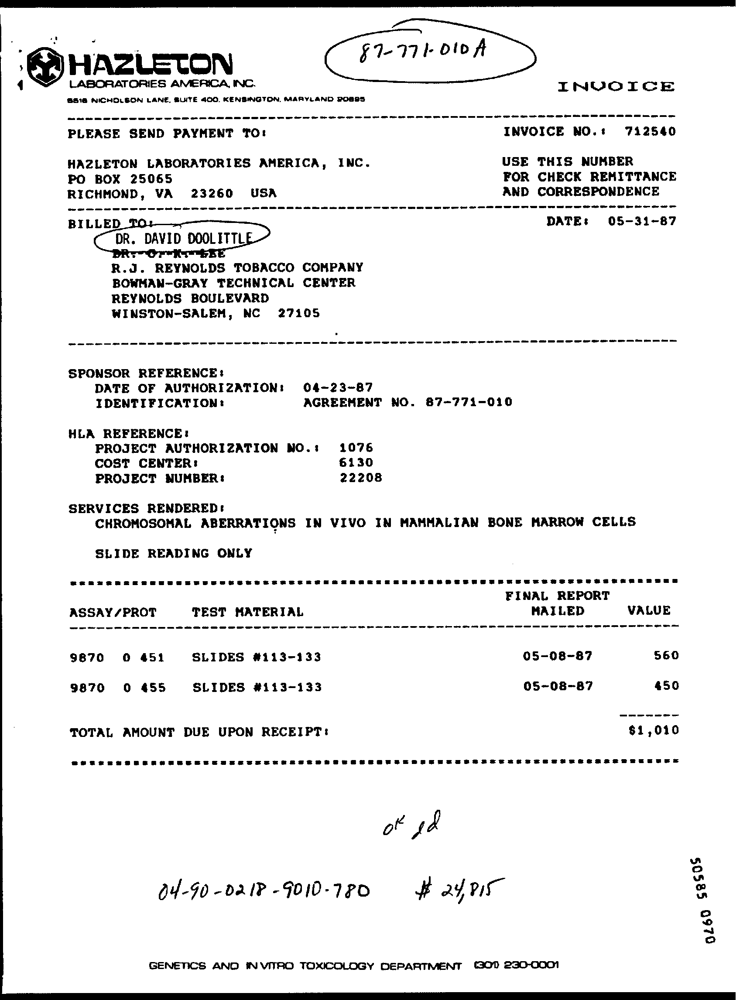 87-771-010A
HAZLETON
LABORATORIES AMERICA, INC.
5516 NICHOLSON LANE, SUITE 400, KENSINGTON, MARYLAND 20895
INVOICE
PLEASE SEND PAYMENT TO:
INVOICE NO.: 712540
HAZLETON LABORATORIES AMERICA, INC.
USE THIS NUMBER
PO BOX 25065
FOR CHECK REMITTANCE
RICHMOND, VA 23260 USA
AND CORRESPONDENCE
BILLED TO:
DATE: 05-31-87
DR. DAVID DOOLITTLE
R.J. REYNOLDS TOBACCO COMPANY
BOWMAN-GRAY TECHNICAL CENTER
REYNOLDS BOULEVARD
WINSTON-SALEM, NC 27105
SPONSOR REFERENCE:
DATE OF AUTHORIZATION: 04-23-87
IDENTIFICATION: AGREEMENT NO. 87-771-010
HLA REFERENCE:
PROJECT AUTHORIZATION NO.: 1076
COST CENTER: 6130
PROJECT NUMBER: 22208
SERVICES RENDERED:
CHROMOSOMAL ABERRATIONS IN VIVO IN MAMMALIAN BONE MARROW CELLS
SLIDE READING ONLY
FINAL REPORT
ASSAY/PROT TEST MATERIAL MAILED VALUE
9870 0 451 SLIDES #113-133 05-08-87 560
9870 0 455 SLIDES #113-133 05-08-87 450
TOTAL AMOUNT DUE UPON RECEIPT: $1,010
OK
04-90-0218-9010-780 $ 24,815
50585 0970
GENETICS AND IN VITRO TOXICOLOGY DEPARTMENT (301) 230-0001